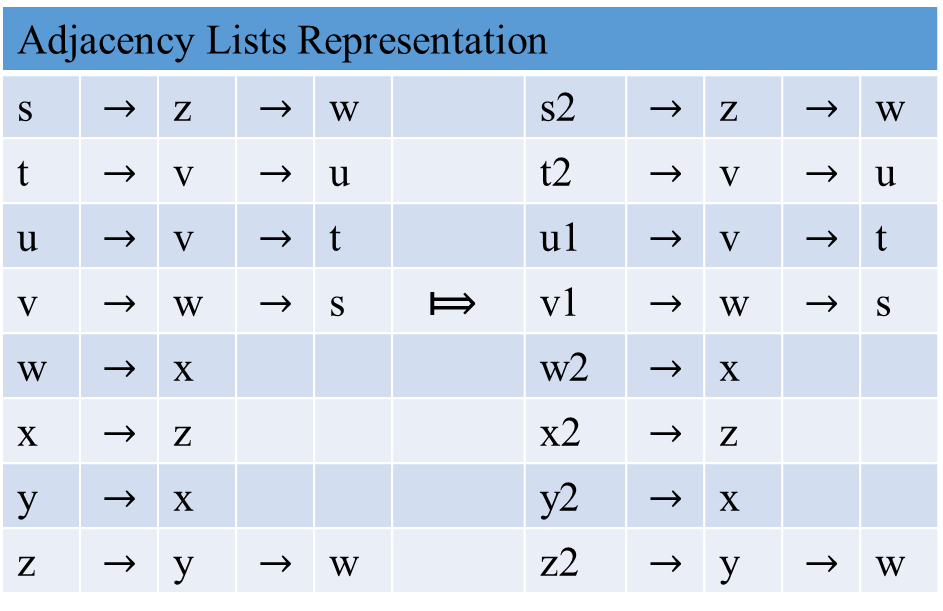 Adjacency Lists Representation
s → z → w s2 → z → w
t → v → u t2 → v → u
u → v → t u1 → v → t
v → w → s ⤇ v1 → w → s
w → x w2 → x
x → z x2 → z
y → x y2 → x
z → y → w z2 → y → w